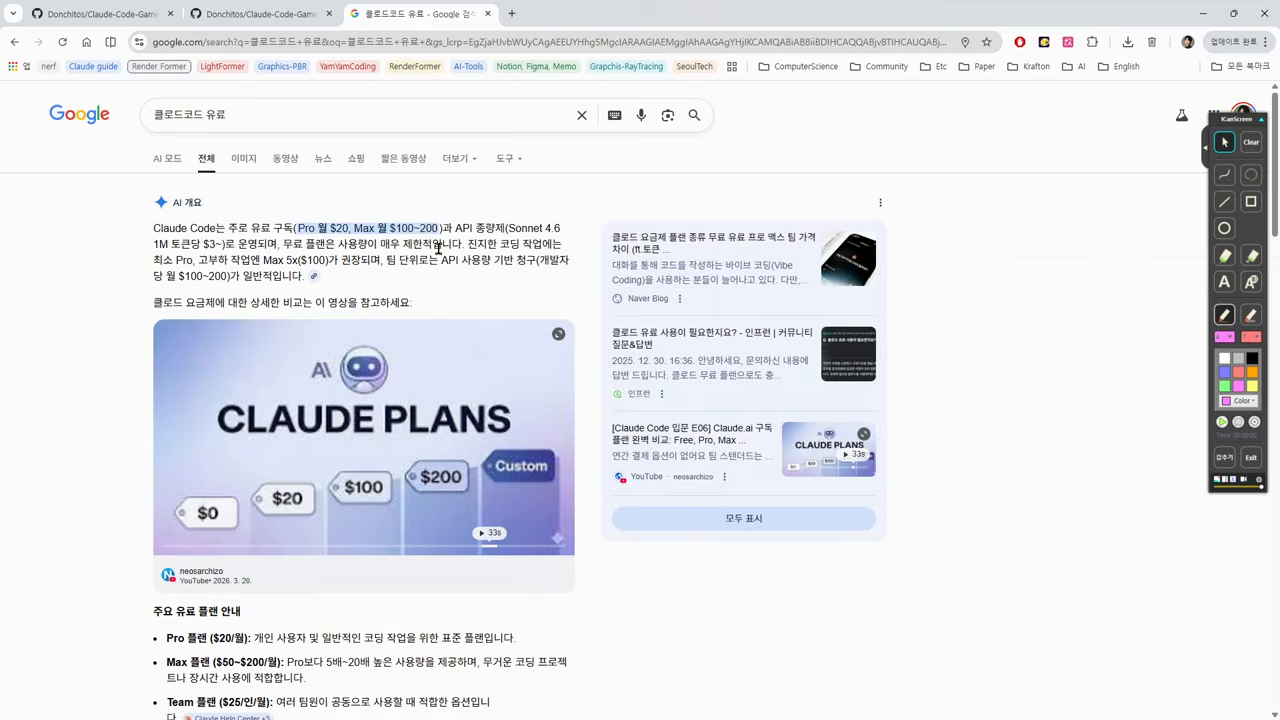 Donchitos/Claude-Code-Game
Donchitos/Claude-Code-Game
클로드코드 유료 - Google 검색
google.com/search?q=클로드코드+유료&oq=클로드코드+유료+&gs_lcrp=
업데이트 완료
앱
nerf
Claude guide
Render Former
LightFormer
Graphics-PBR
YamYamCoding
RenderFormer
AI-Tools
Notion, Figma, Memo
Grapchis-RayTracing
SeoulTech
ComputerScience
Community
Etc
Paper
Krafton
AI
English
모든 북마크
Google
클로드코드 유료
AI 모드
전체
이미지
동영상
뉴스
쇼핑
짧은 동영상
더보기
도구
AI 개요
Claude Code는 주로 유료 구독(Pro 월 $20, Max 월 $100~200)과 API 종량제(Sonnet 4.6
1M 토큰당 $3~)로 운영되며, 무료 플랜은 사용량이 매우 제한적입니다. 진지한 코딩 작업에는
최소 Pro, 고부하 작업엔 Max 5x($100)가 권장되며, 팀 단위로는 API 사용량 기반 청구(개발자
당 월 $100~200)가 일반적입니다.
클로드 요금제에 대한 상세한 비교는 이 영상을 참고하세요:
AI
CLAUDE PLANS
$0
$20
$100
$200
Custom
33s
neosarchizo
YouTube• 2026. 3. 20.
주요 유료 플랜 안내
• Pro 플랜 ($20/월): 개인 사용자 및 일반적인 코딩 작업을 위한 표준 플랜입니다.
• Max 플랜 ($50~$200/월): Pro보다 5배~20배 높은 사용량을 제공하며, 무거운 코딩 프로젝
트나 장시간 사용에 적합합니다.
• Team 플랜 ($25/인/월): 여러 팀원이 공동으로 사용할 때 적합한 옵션입니
다.
Claude Help Center +3
클로드 요금제 플랜 종류 무료 유료 프로 맥스 팀 가격
차이 (ft.토큰 ...
대화를 통해 코드를 작성하는 바이브 코딩(Vibe
Coding)을 사용하는 분들이 늘어나고 있다. 다만,...
Naver Blog
클로드 유료 사용이 필요한지요? - 인프런 | 커뮤니티
질문&답변
2025. 12. 30. 16:36. 안녕하세요, 문의하신 내용에
답변 드립니다. 클로드 무료 플랜으로도 충...
인프런
[Claude Code 입문 E06] Claude.ai 구독
플랜 완벽 비교: Free, Pro, Max ...
연간 결제 옵션이 없어요 팀 스탠더드는 ...
YouTube · neosarchizo
CLAUDE PLANS
33s
모두 표시
ICanScreen
Clear
A
Color
Time 00:00:00
감추기
Exit